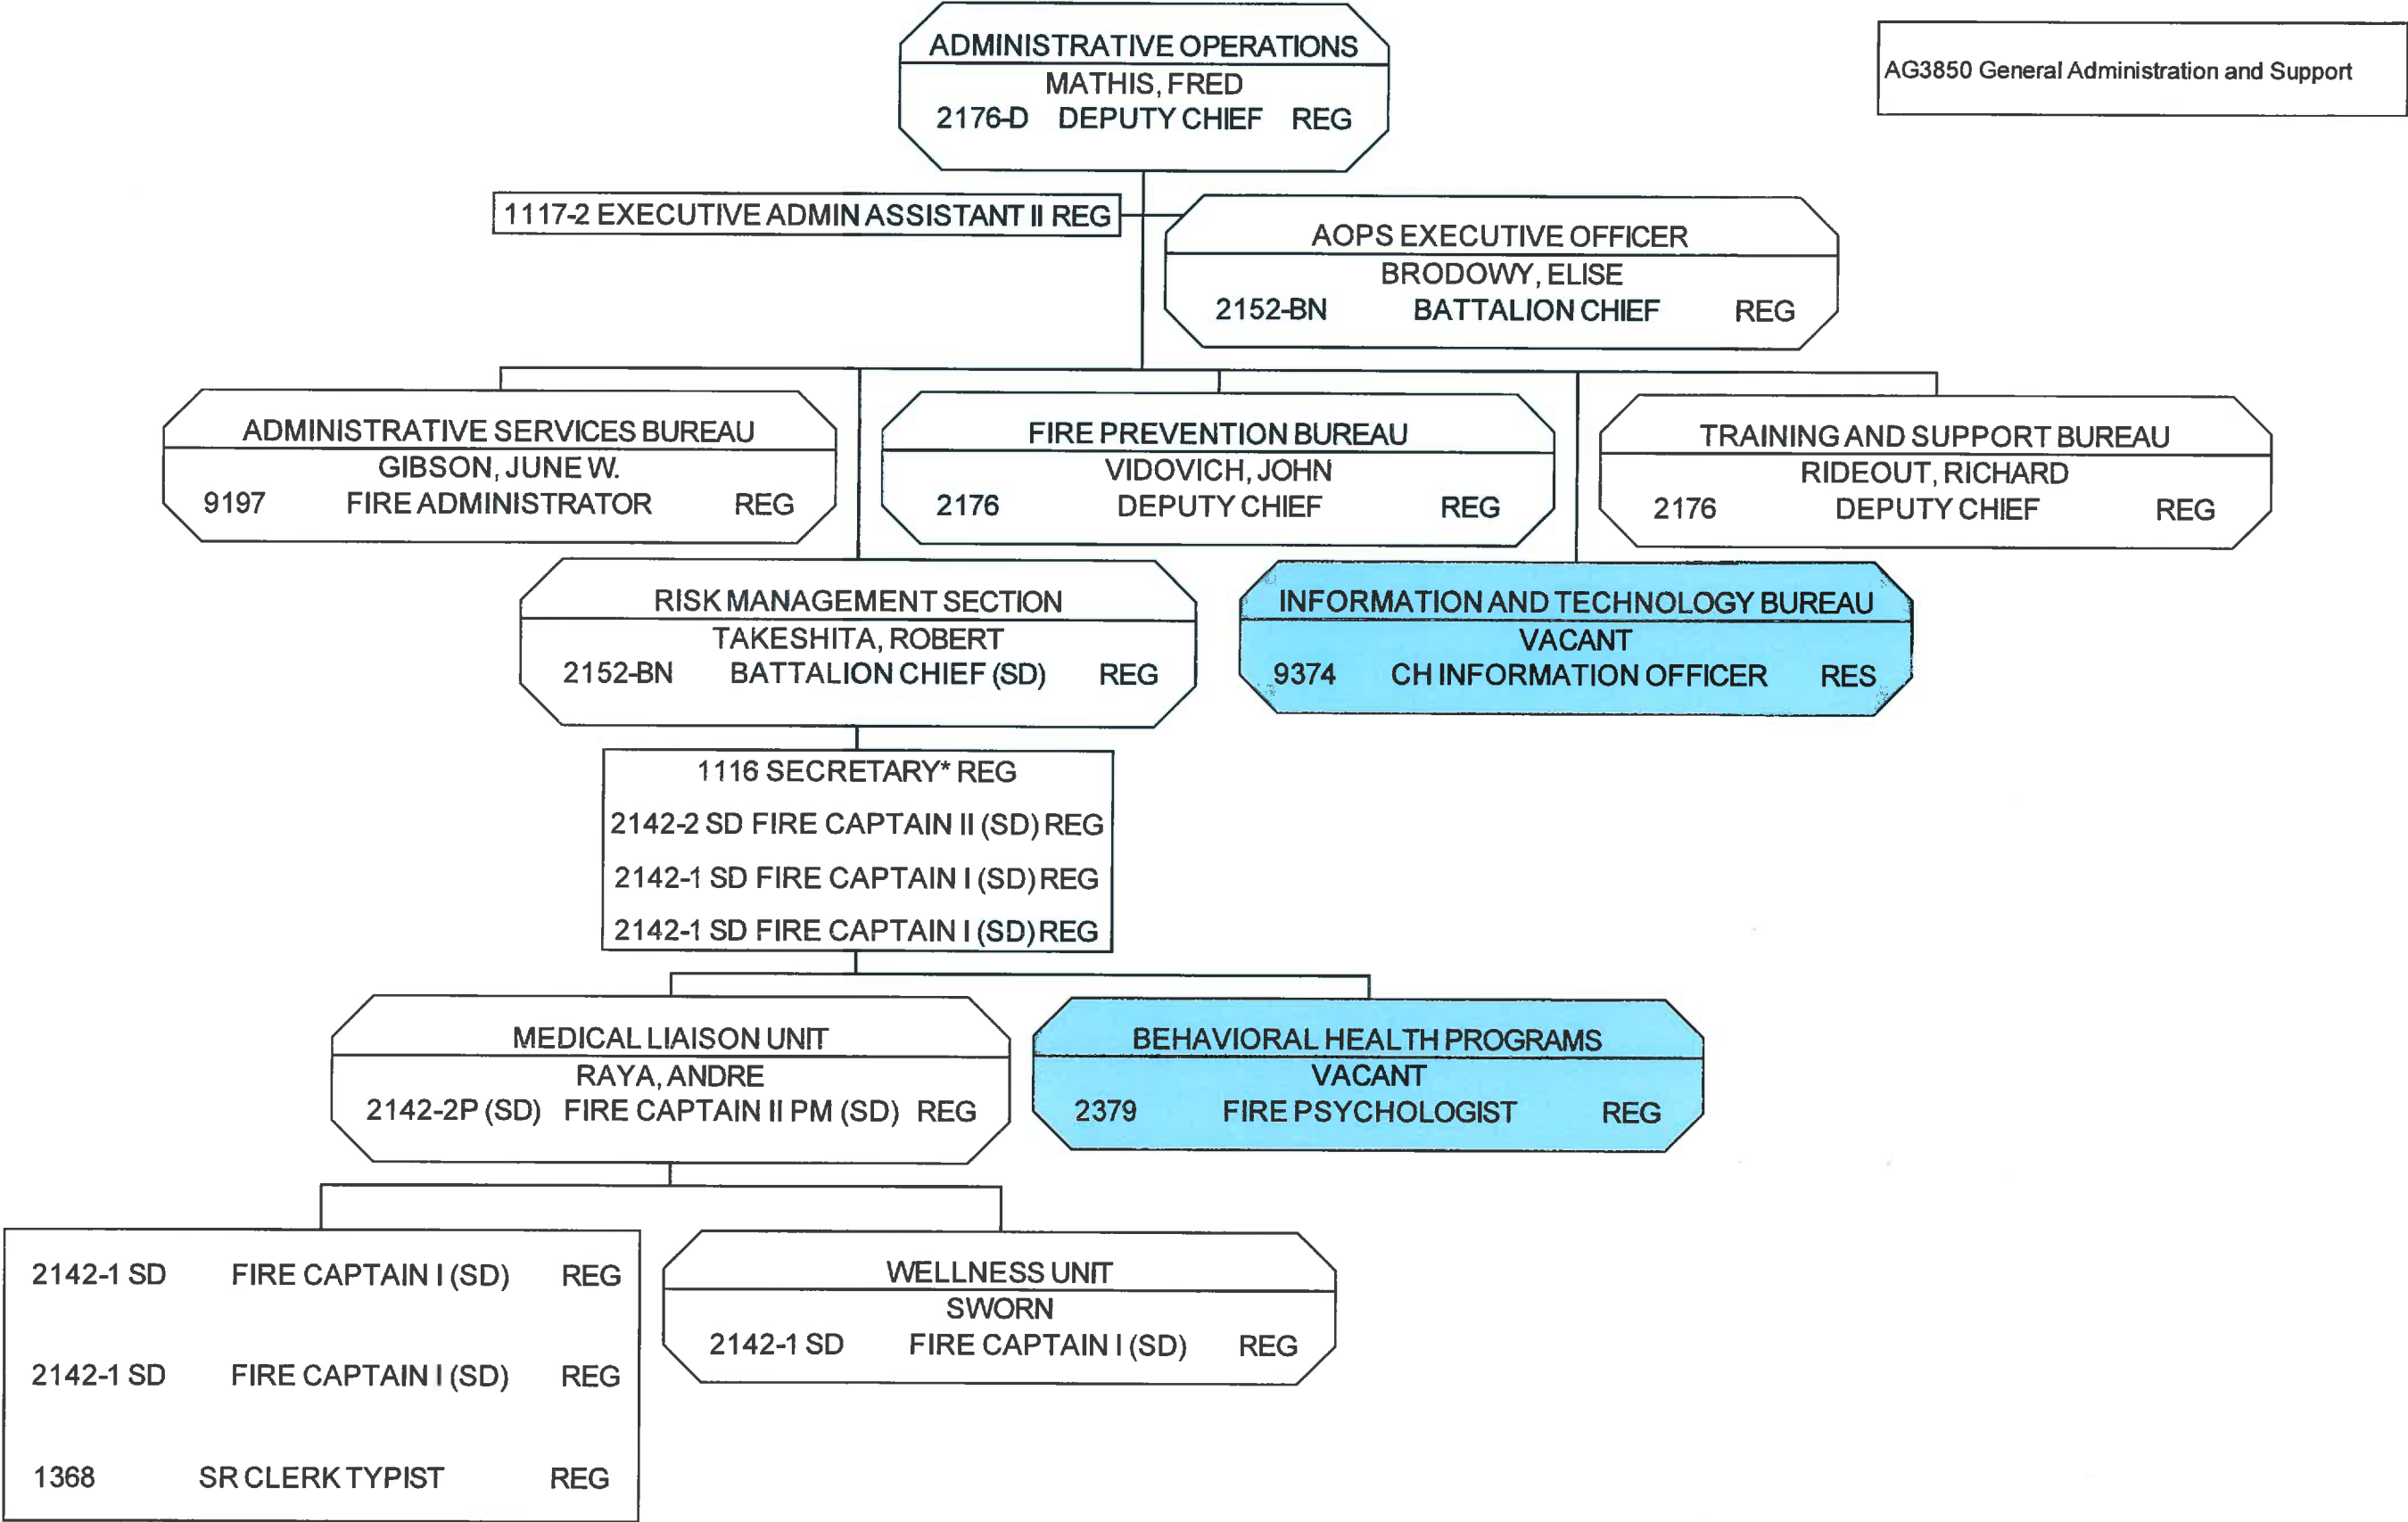 ADMINISTRATIVE OPERATIONS
MATHIS, FRED
2176-D DEPUTY CHIEF REG
AG3850 General Administration and Support
1117-2 EXECUTIVE ADMIN ASSISTANT II REG
AOPS EXECUTIVE OFFICER
BRODOWY, ELISE
2152-BN BATTALION CHIEF REG
ADMINISTRATIVE SERVICES BUREAU
GIBSON, JUNE W.
9197 FIRE ADMINISTRATOR REG
FIRE PREVENTION BUREAU
VIDOVICH, JOHN
2176 DEPUTY CHIEF REG
TRAINING AND SUPPORT BUREAU
RIDEOUT, RICHARD
2176 DEPUTY CHIEF REG
RISK MANAGEMENT SECTION
TAKESHITA, ROBERT
2152-BN BATTALION CHIEF (SD) REG
INFORMATION AND TECHNOLOGY BUREAU
VACANT
9374 CH INFORMATION OFFICER RES
1116 SECRETARY* REG
2142-2 SD FIRE CAPTAIN II (SD) REG
2142-1 SD FIRE CAPTAIN I (SD) REG
2142-1 SD FIRE CAPTAIN I (SD) REG
MEDICAL LIAISON UNIT
RAYA, ANDRE
2142-2P (SD) FIRE CAPTAIN II PM (SD) REG
BEHAVIORAL HEALTH PROGRAMS
VACANT
2379 FIRE PSYCHOLOGIST REG
2142-1 SD FIRE CAPTAIN I (SD) REG
2142-1 SD FIRE CAPTAIN I (SD) REG
1368 SR CLERK TYPIST REG
WELLNESS UNIT
SWORN
2142-1 SD FIRE CAPTAIN I (SD) REG